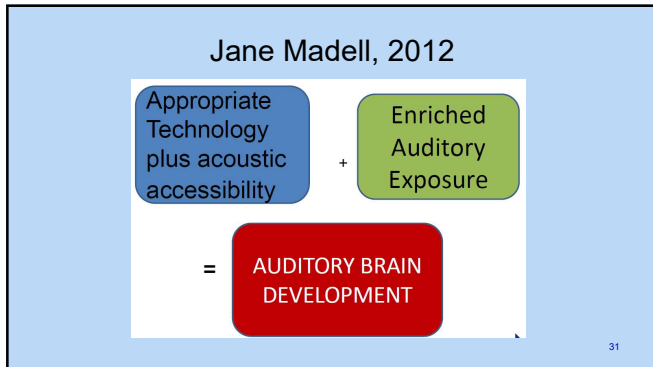 Jane Madell, 2012
Appropriate
Technology
plus acoustic
accessibility
+
Enriched
Auditory
Exposure
=
AUDITORY BRAIN
DEVELOPMENT
31